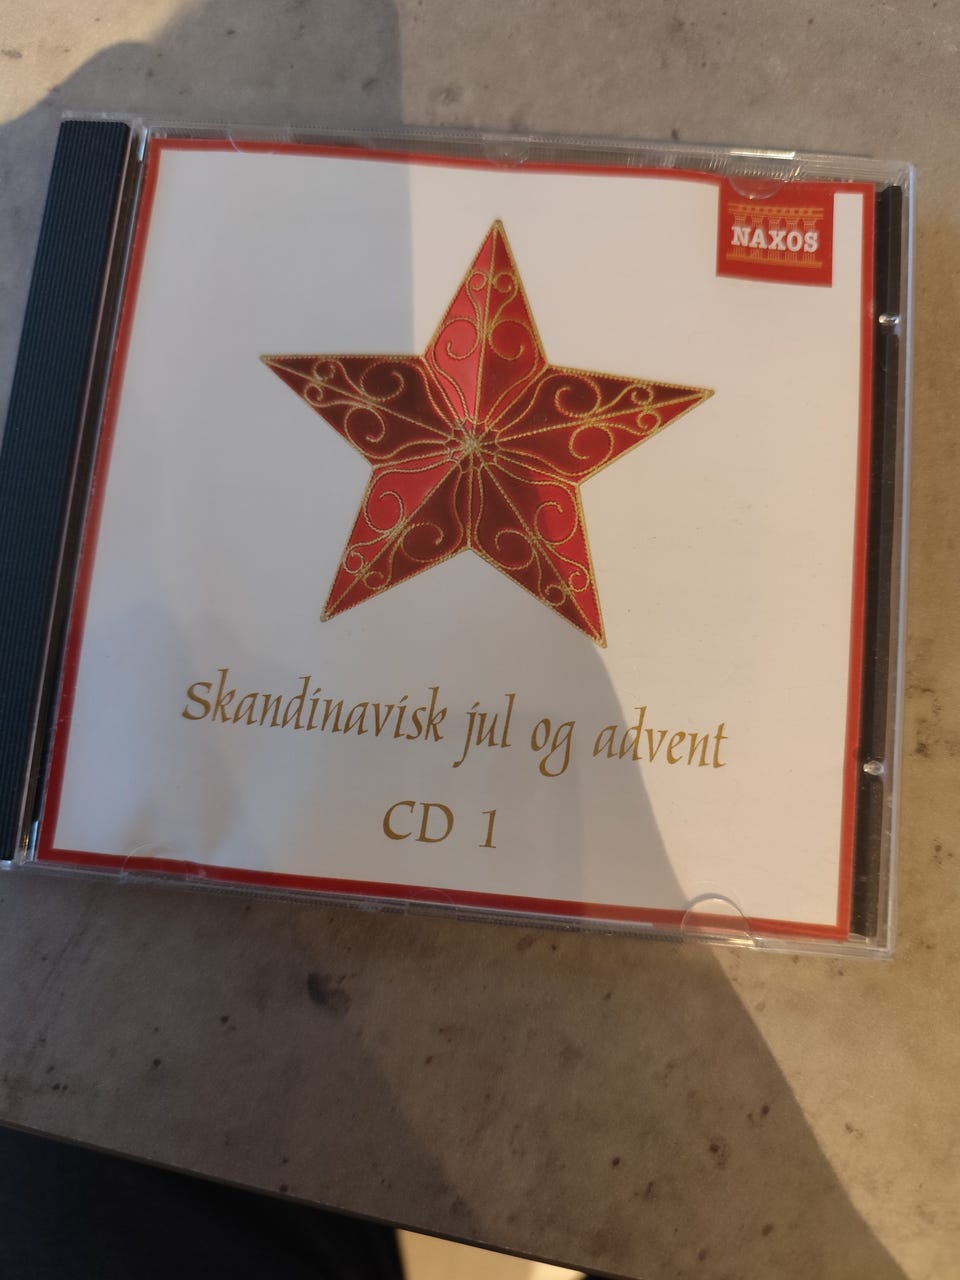 NAXOS
Skandinavisk jul og advent
CD 1